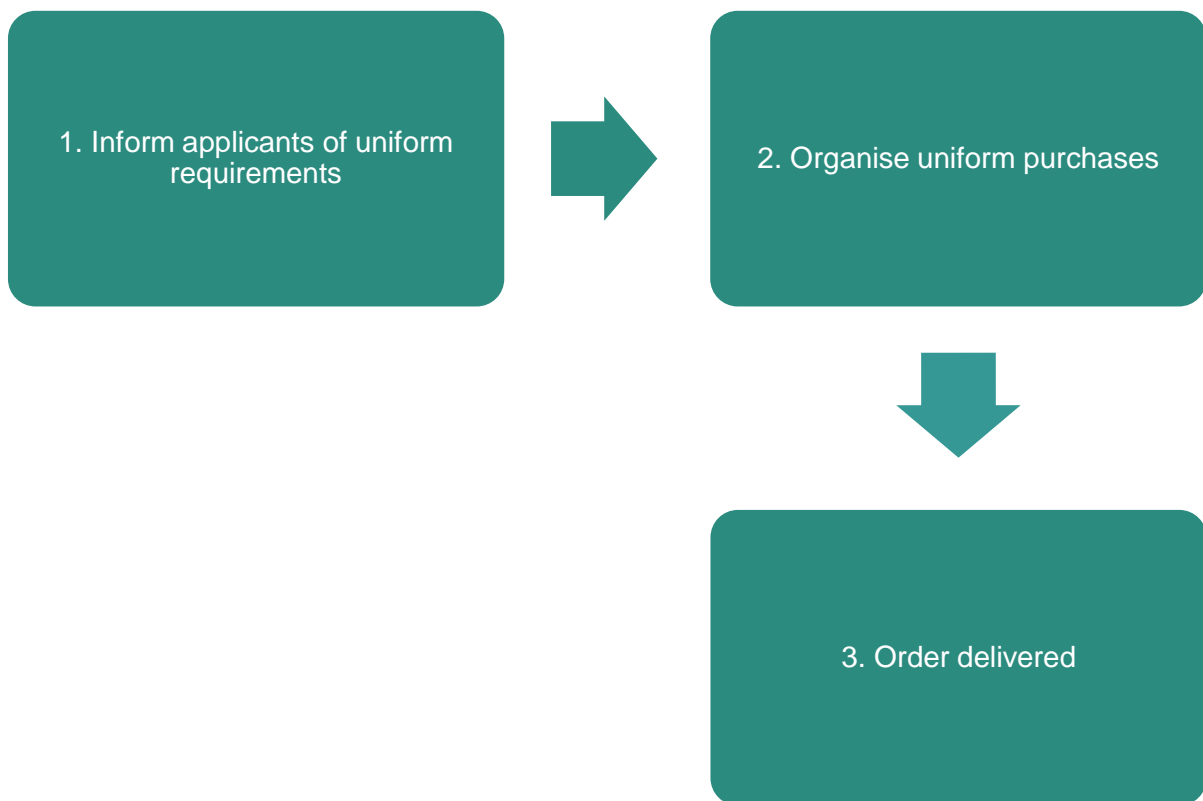 1. Inform applicants of uniform
requirements
2. Organise uniform purchases
3. Order delivered